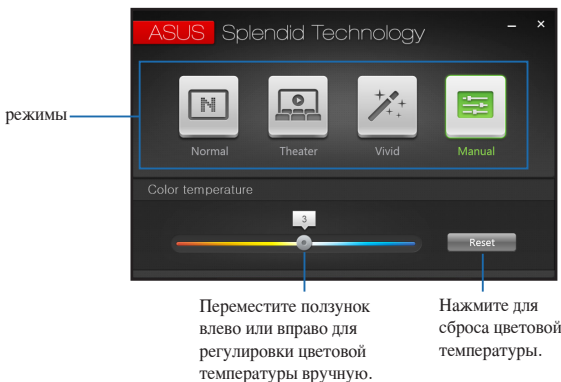 ASUS Splendid Technology
режимы
Normal Theater Vivid Manual
Color temperature
3
Reset
Переместите ползунок
влево или вправо для
регулировки цветовой
температуры вручную.
Нажмите для
сброса цветовой
температуры.